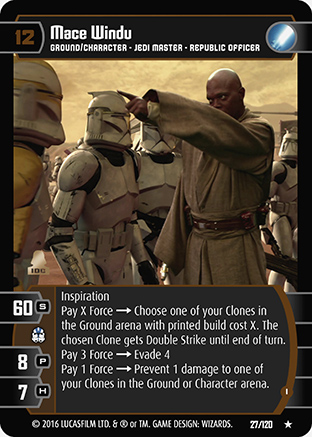 12
Mace Windu
GROUND/CHARACTER - JEDI MASTER - REPUBLIC OFFICER
IDC
60 S
8 P
7 H
Inspiration
Pay X Force → Choose one of your Clones in
the Ground arena with printed build cost X. The
chosen Clone gets Double Strike until end of turn.
Pay 3 Force → Evade 4
Pay 1 Force → Prevent 1 damage to one of
your Clones in the Ground or Character arena.
1
© 2016 LUCASFILM LTD. & ® or TM. GAME DESIGN: WIZARDS.
27/120 ★